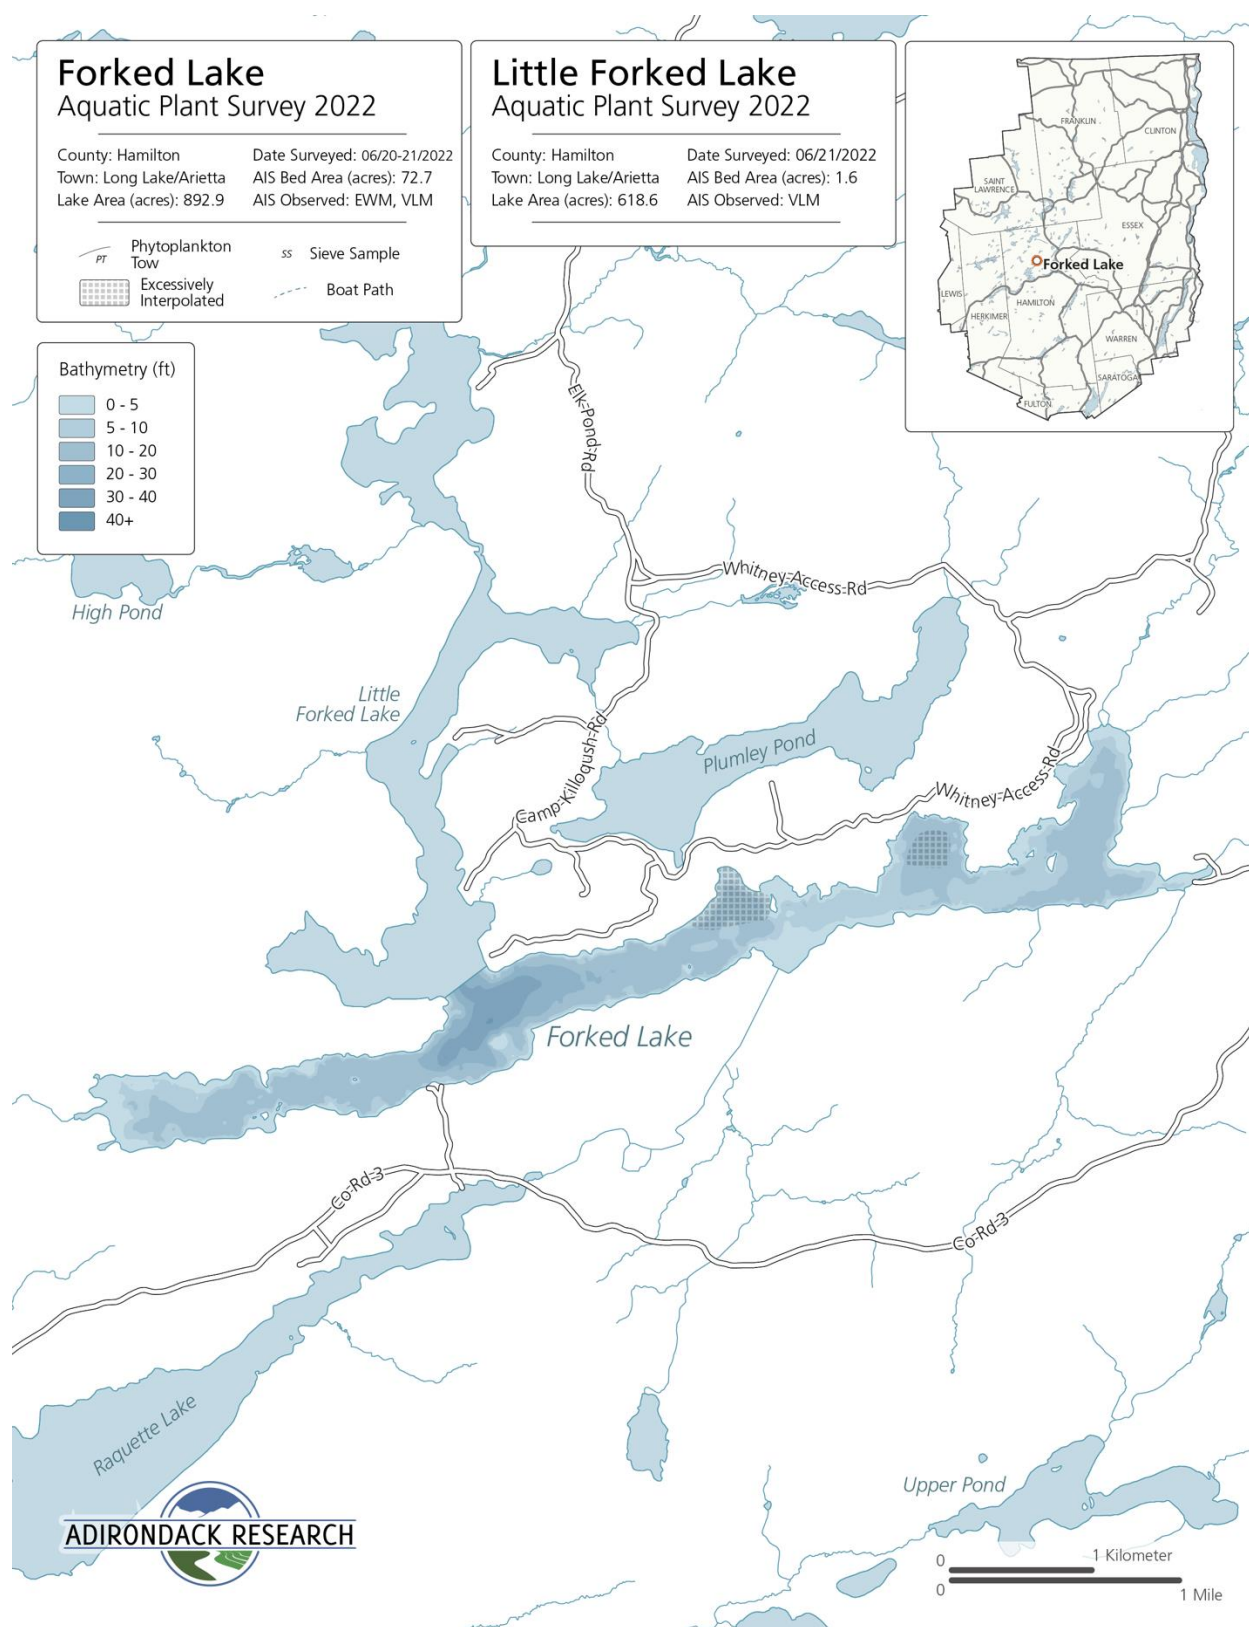 Forked Lake
Aquatic Plant Survey 2022
County: Hamilton
Date Surveyed: 06/20-21/2022
Town: Long Lake/Arietta
AIS Bed Area (acres): 72.7
Lake Area (acres): 892.9
AIS Observed: EWM, VLM
PT
Phytoplankton
Tow
SS
Sieve Sample
Excessively
Interpolated
Boat Path
Little Forked Lake
Aquatic Plant Survey 2022
County: Hamilton
Date Surveyed: 06/21/2022
Town: Long Lake/Arietta
AIS Bed Area (acres): 1.6
Lake Area (acres): 618.6
AIS Observed: VLM
FRANKLIN
CLINTON
SAINT
LAWRENCE
ESSEX
Forked Lake
LEWIS
HAMILTON
HERKIMER
WARREN
SARATOGA
FULTON
Bathymetry (ft)
0 - 5
5 - 10
10 - 20
20 - 30
30 - 40
40+
Elk-Pond-Rd
Whitney-Access-Rd
High Pond
Little
Forked Lake
Plumley Pond
Camp-Killoqush-Rd
Whitney-Access-Rd
Forked Lake
Co-Rd-3
Co-Rd-3
Raquette Lake
Upper Pond
ADIRONDACK RESEARCH
0
1 Kilometer
0
1 Mile